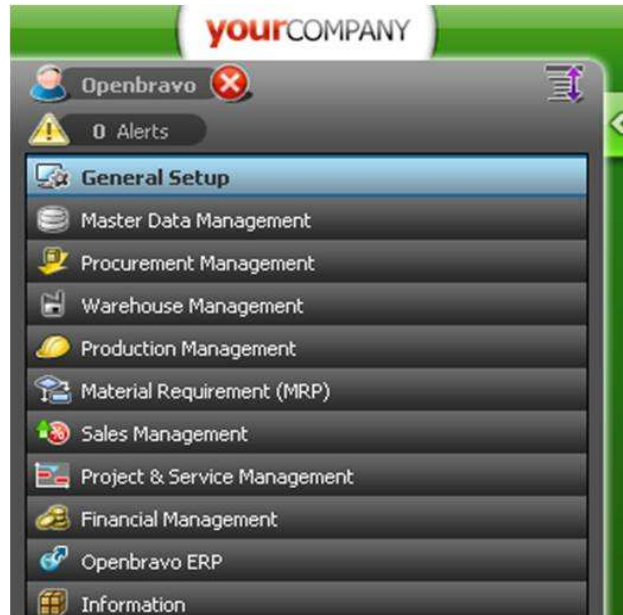 yourCOMPANY
Openbravo
0 Alerts
General Setup
Master Data Management
Procurement Management
Warehouse Management
Production Management
Material Requirement (MRP)
Sales Management
Project & Service Management
Financial Management
Openbravo ERP
Information